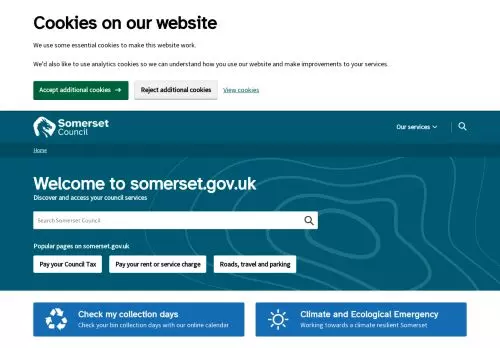 Cookies on our website
We use some essential cookies to make this website work.
We'd also like to use analytics cookies so we can understand how you use our website and make improvements to your services.
Accept additional cookies
Reject additional cookies
View cookies
Somerset
Council
Our services
Home
Welcome to somerset.gov.uk
Discover and access your council services
Search Somerset Council
Popular pages on somerset.gov.uk
Pay your Council Tax
Pay your rent or service charge
Roads, travel and parking
Check my collection days
Check your bin collection days with our online calendar
Climate and Ecological Emergency
Working towards a climate resilient Somerset